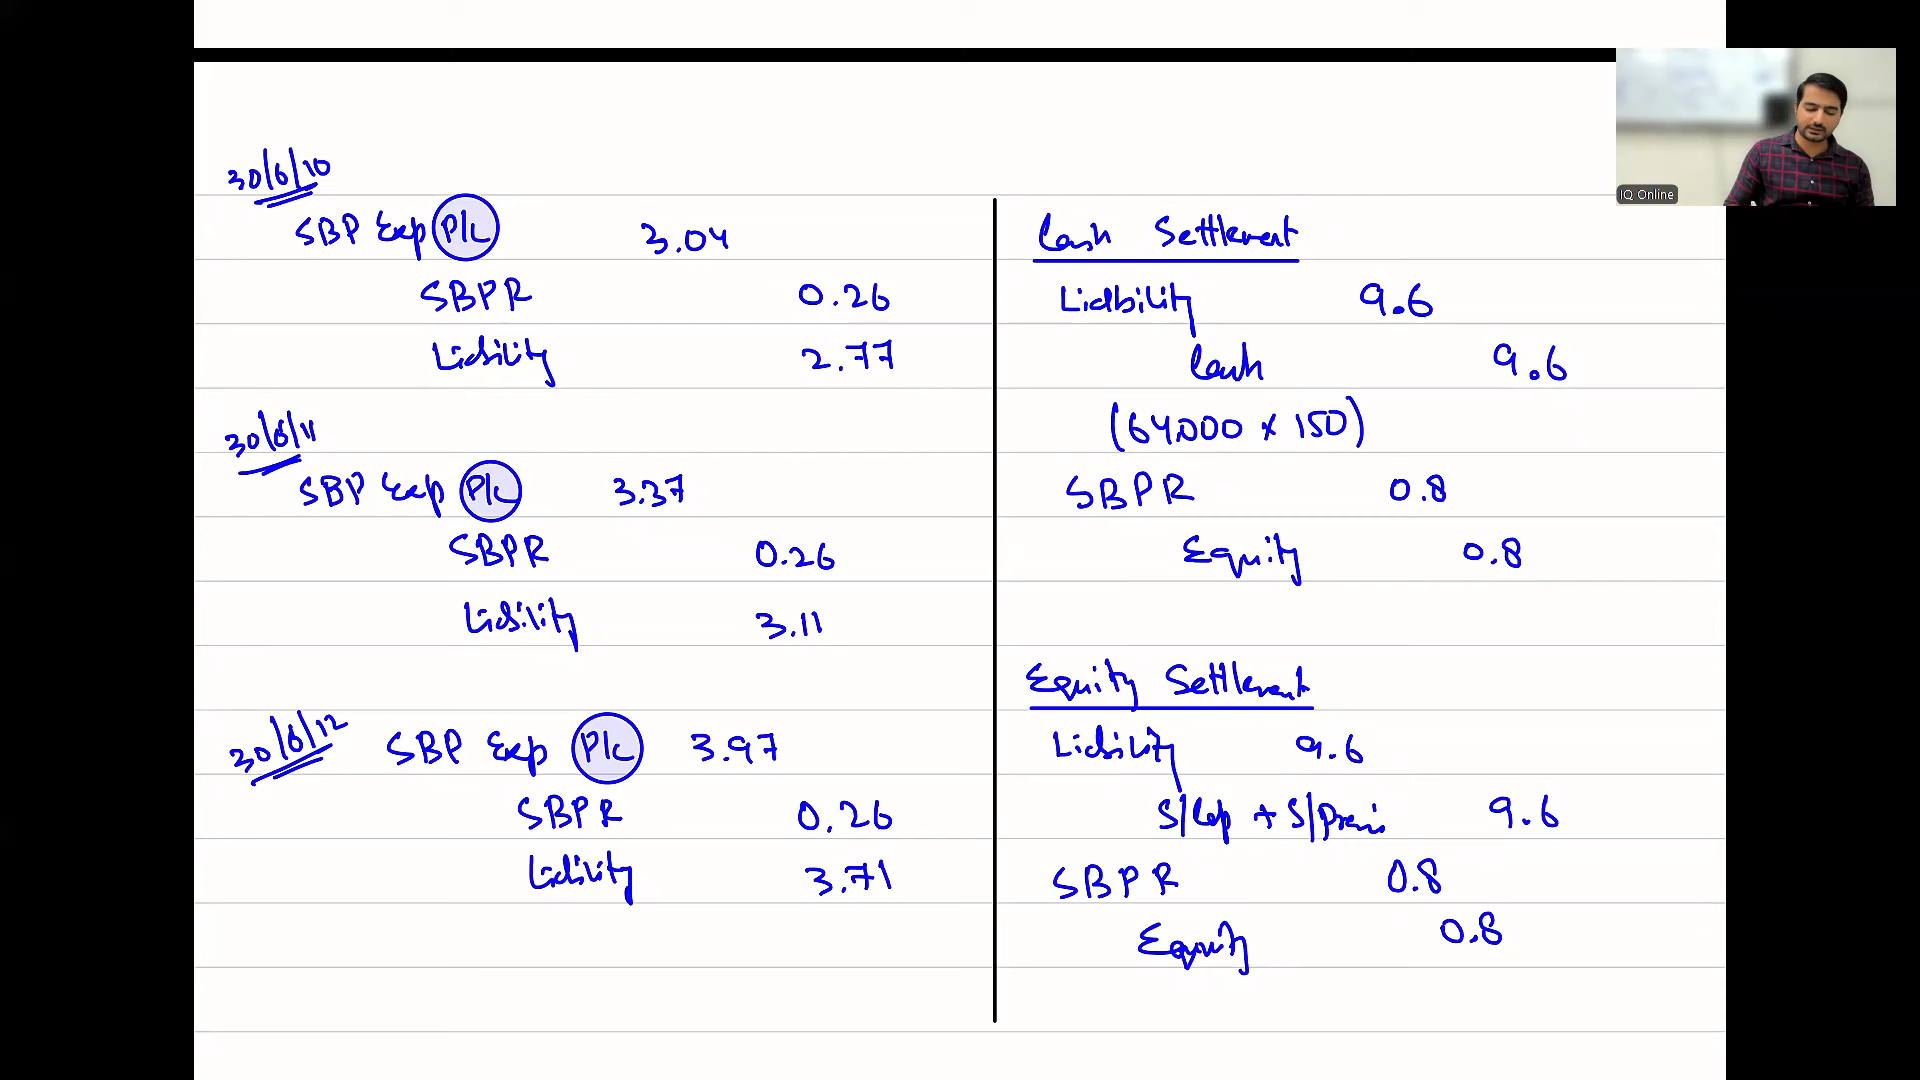 30/6/10
SBP Exp P/L 3.04
SBPR 0.26
Liability 2.77
30/6/11
SBP Exp P/L 3.37
SBPR 0.26
Liability 3.11
30/6/12 SBP Exp P/L 3.97
SBPR 0.26
Liability 3.71
Cash Settlement
Liability 9.6
Cash 9.6
(64000 × 150)
SBPR 0.8
Equity 0.8
Equity Settlement
Liability 9.6
S/Cap + S/Premi 9.6
SBPR 0.8
Equity 0.8
IQ Online